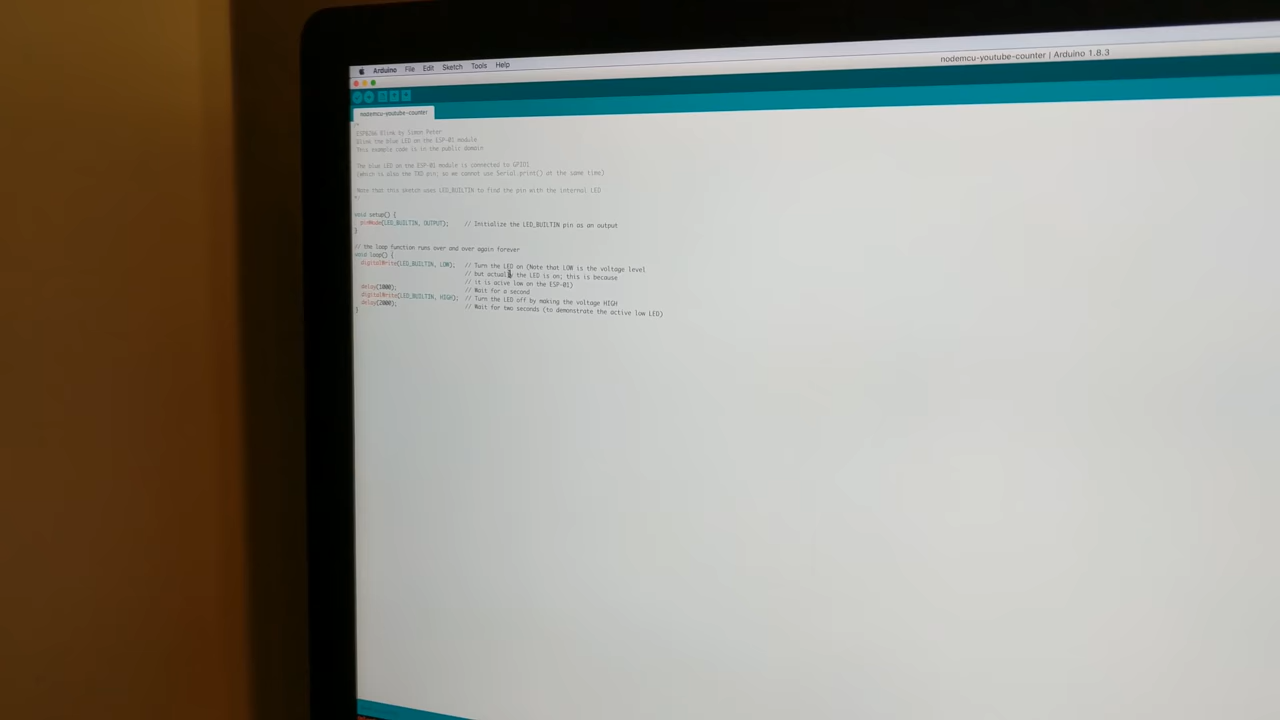 Arduino File Edit Sketch Tools Help
nodemcu-youtube-counter | Arduino 1.8.3
nodemcu-youtube-counter
/*
ESP8266 Blink by Simon Peter
Blink the blue LED on the ESP-01 module
This example code is in the public domain
The blue LED on the ESP-01 module is connected to GPIO1
(which is also the TXD pin; so we cannot use Serial.print() at the same time)
Note that this sketch uses LED_BUILTIN to find the pin with the internal LED
*/
void setup() {
pinMode(LED_BUILTIN, OUTPUT); // Initialize the LED_BUILTIN pin as an output
}
// the loop function runs over and over again forever
void loop() {
digitalWrite(LED_BUILTIN, LOW); // Turn the LED on (Note that LOW is the voltage level
// but actually the LED is on; this is because
// it is acive low on the ESP-01)
delay(1000); // Wait for a second
digitalWrite(LED_BUILTIN, HIGH); // Turn the LED off by making the voltage HIGH
delay(2000); // Wait for two seconds (to demonstrate the active low LED)
}